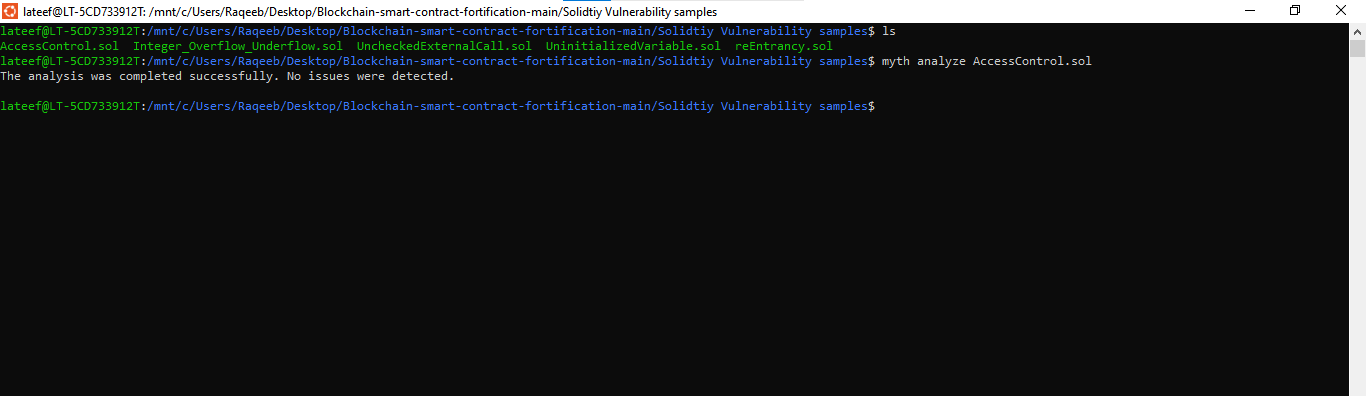 lateef@LT-5CD733912T: /mnt/c/Users/Raqeeb/Desktop/Blockchain-smart-contract-fortification-main/Solidtiy Vulnerability samples
lateef@LT-5CD733912T:/mnt/c/Users/Raqeeb/Desktop/Blockchain-smart-contract-fortification-main/Solidtiy Vulnerability samples$ ls
AccessControl.sol  Integer_Overflow_Underflow.sol  UncheckedExternalCall.sol  UninitializedVariable.sol  reEntrancy.sol
lateef@LT-5CD733912T:/mnt/c/Users/Raqeeb/Desktop/Blockchain-smart-contract-fortification-main/Solidtiy Vulnerability samples$ myth analyze AccessControl.sol
The analysis was completed successfully. No issues were detected.
lateef@LT-5CD733912T:/mnt/c/Users/Raqeeb/Desktop/Blockchain-smart-contract-fortification-main/Solidtiy Vulnerability samples$